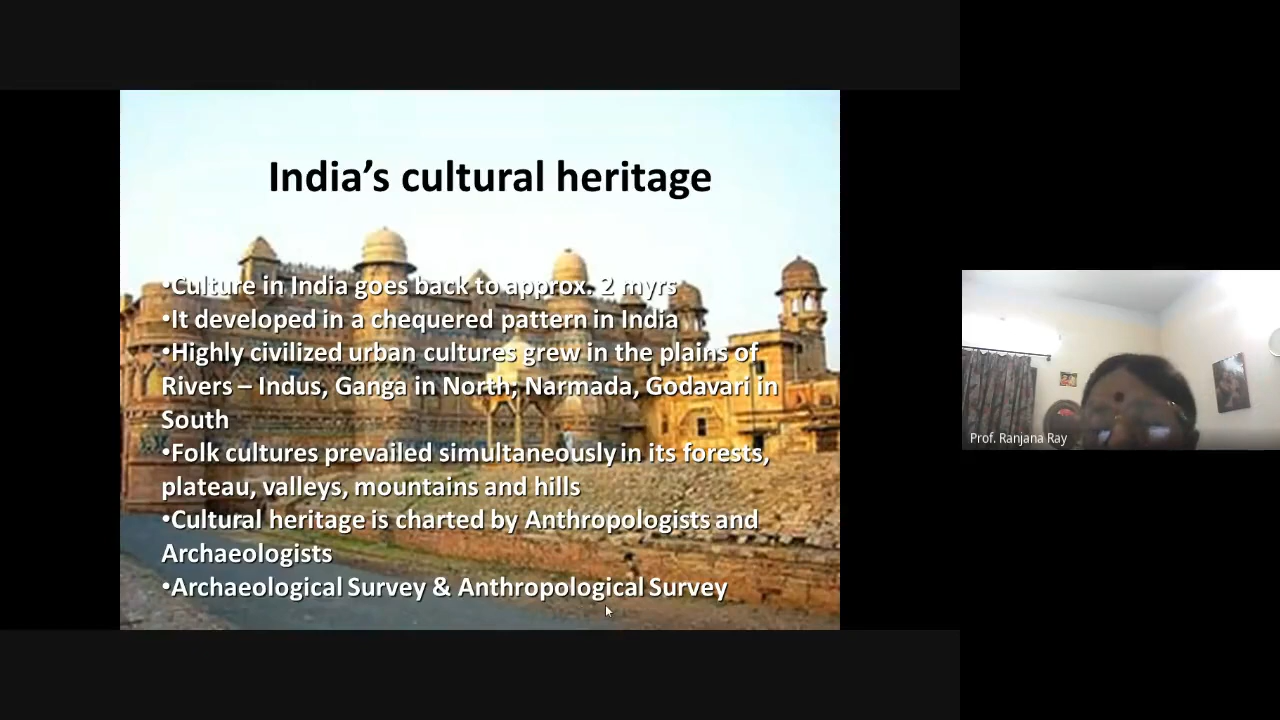 India’s cultural heritage
•Culture in India goes back to approx. 2 myrs
•It developed in a chequered pattern in India
•Highly civilized urban cultures grew in the plains of
Rivers – Indus, Ganga in North; Narmada, Godavari in
South
•Folk cultures prevailed simultaneously in its forests,
plateau, valleys, mountains and hills
•Cultural heritage is charted by Anthropologists and
Archaeologists
•Archaeological Survey & Anthropological Survey
Prof. Ranjana Ray